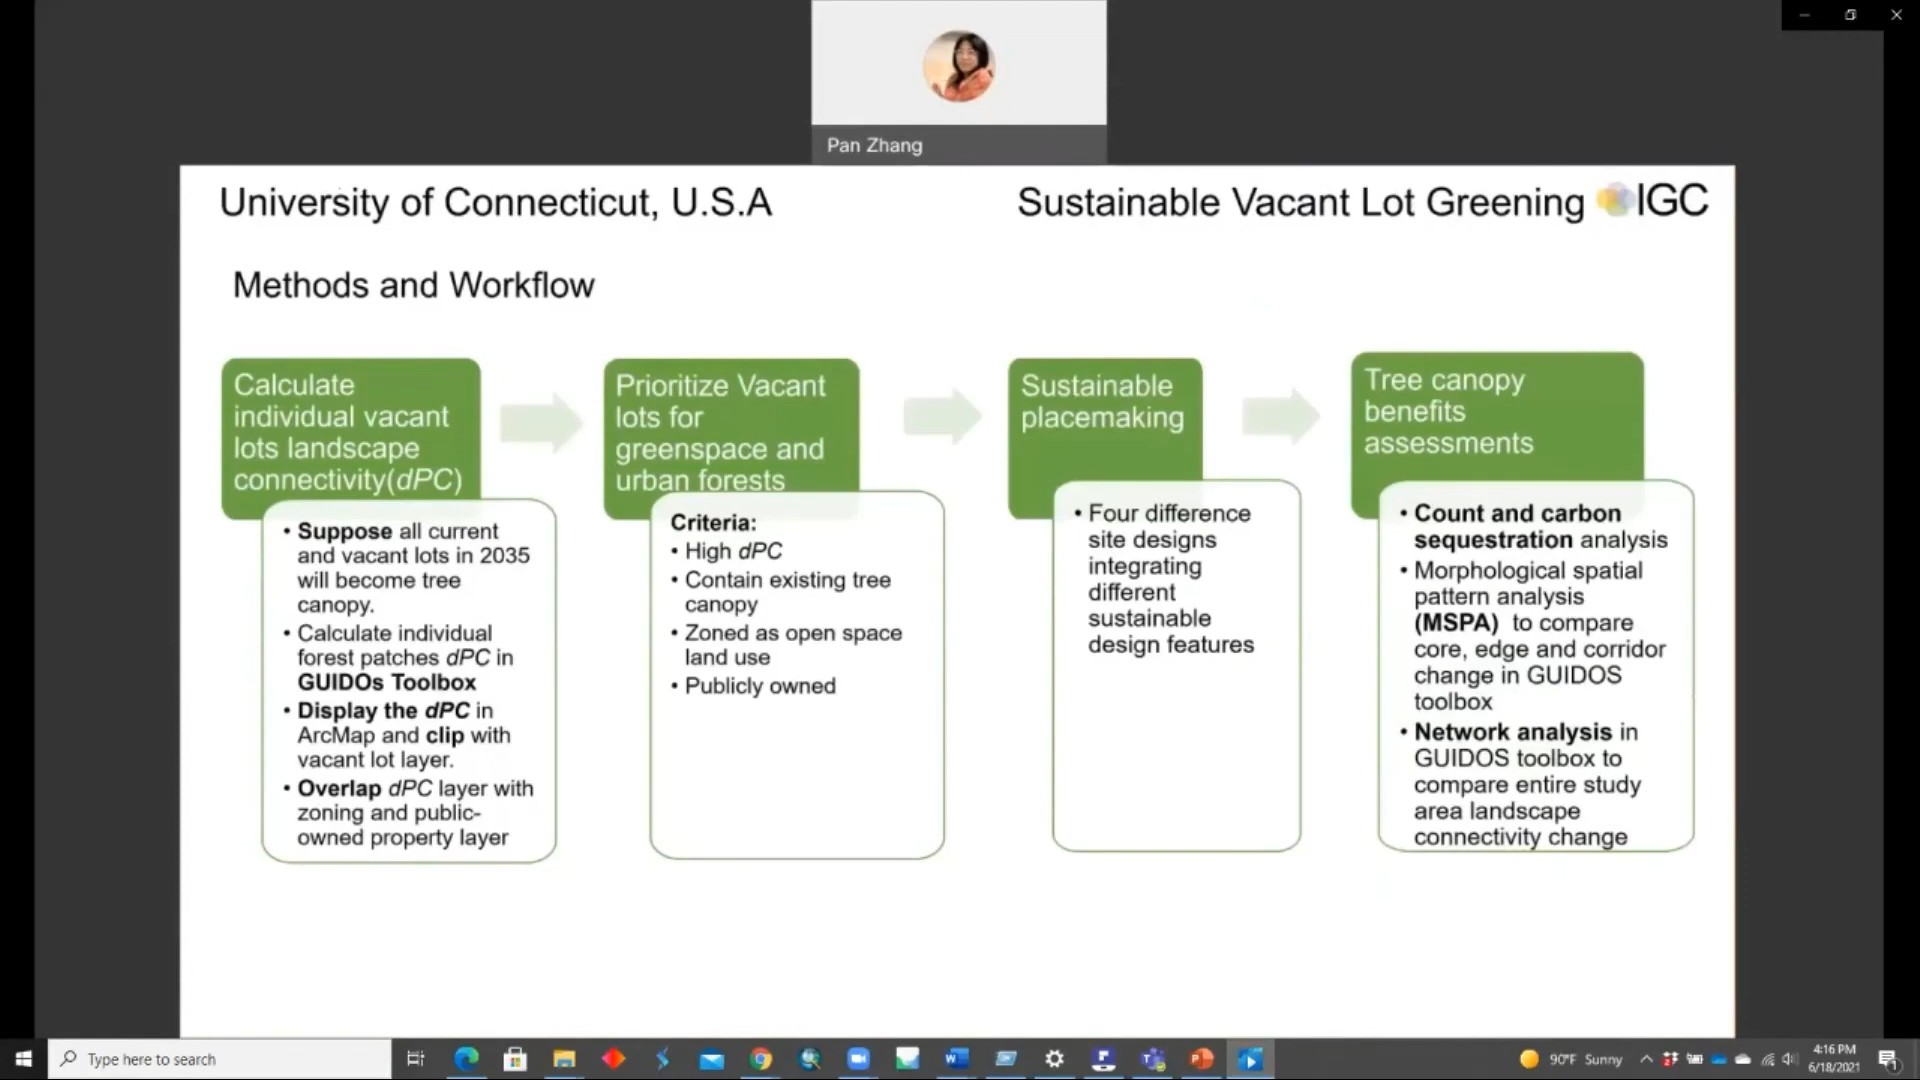 Pan Zhang
University of Connecticut, U.S.A
Sustainable Vacant Lot Greening
IGC
Methods and Workflow
Calculate
individual vacant
lots landscape
connectivity(dPC)
• Suppose all current
and vacant lots in 2035
will become tree
canopy.
• Calculate individual
forest patches dPC in
GUIDOs Toolbox
• Display the dPC in
ArcMap and clip with
vacant lot layer.
• Overlap dPC layer with
zoning and public-
owned property layer
Prioritize Vacant
lots for
greenspace and
urban forests
Criteria:
• High dPC
• Contain existing tree
canopy
• Zoned as open space
land use
• Publicly owned
Sustainable
placemaking
• Four difference
site designs
integrating
different
sustainable
design features
Tree canopy
benefits
assessments
• Count and carbon
sequestration analysis
• Morphological spatial
pattern analysis
(MSPA) to compare
core, edge and corridor
change in GUIDOS
toolbox
• Network analysis in
GUIDOS toolbox to
compare entire study
area landscape
connectivity change
Type here to search
90°F Sunny
4:16 PM
6/18/2021